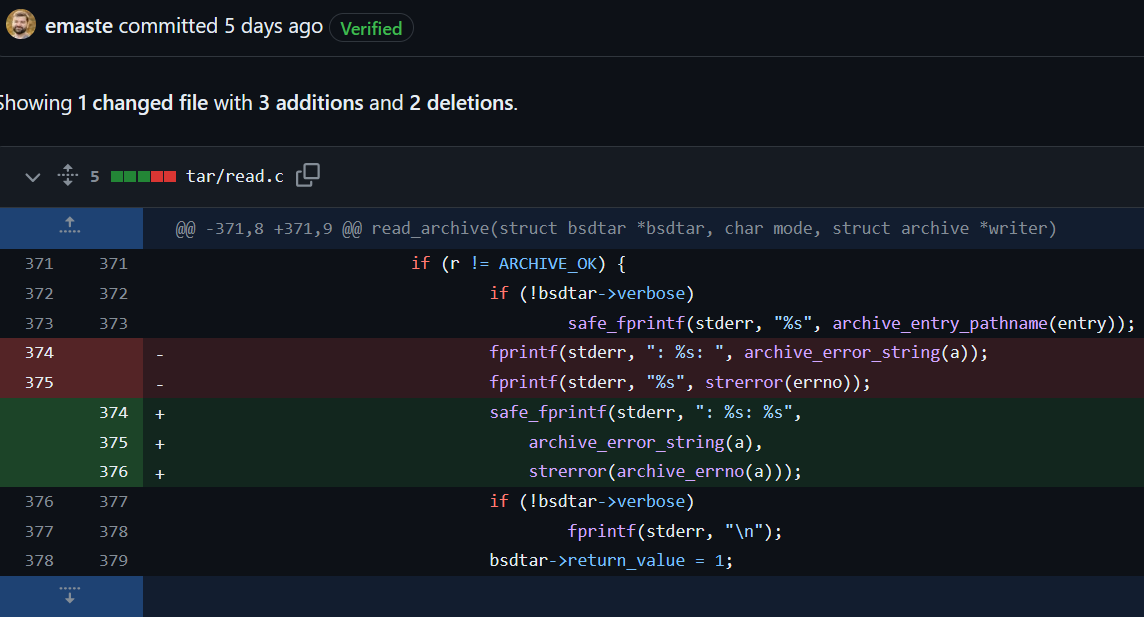 emaste committed 5 days ago Verified
Showing 1 changed file with 3 additions and 2 deletions.
5 tar/read.c
@@ -371,8 +371,9 @@ read_archive(struct bsdtar *bsdtar, char mode, struct archive *writer)
371 371 if (r != ARCHIVE_OK) {
372 372 if (!bsdtar->verbose)
373 373 safe_fprintf(stderr, "%s", archive_entry_pathname(entry));
374 - fprintf(stderr, ": %s: ", archive_error_string(a));
375 - fprintf(stderr, "%s", strerror(errno));
374 + safe_fprintf(stderr, ": %s: %s",
375 + archive_error_string(a),
376 + strerror(archive_errno(a)));
376 377 if (!bsdtar->verbose)
377 378 fprintf(stderr, "\n");
378 379 bsdtar->return_value = 1;